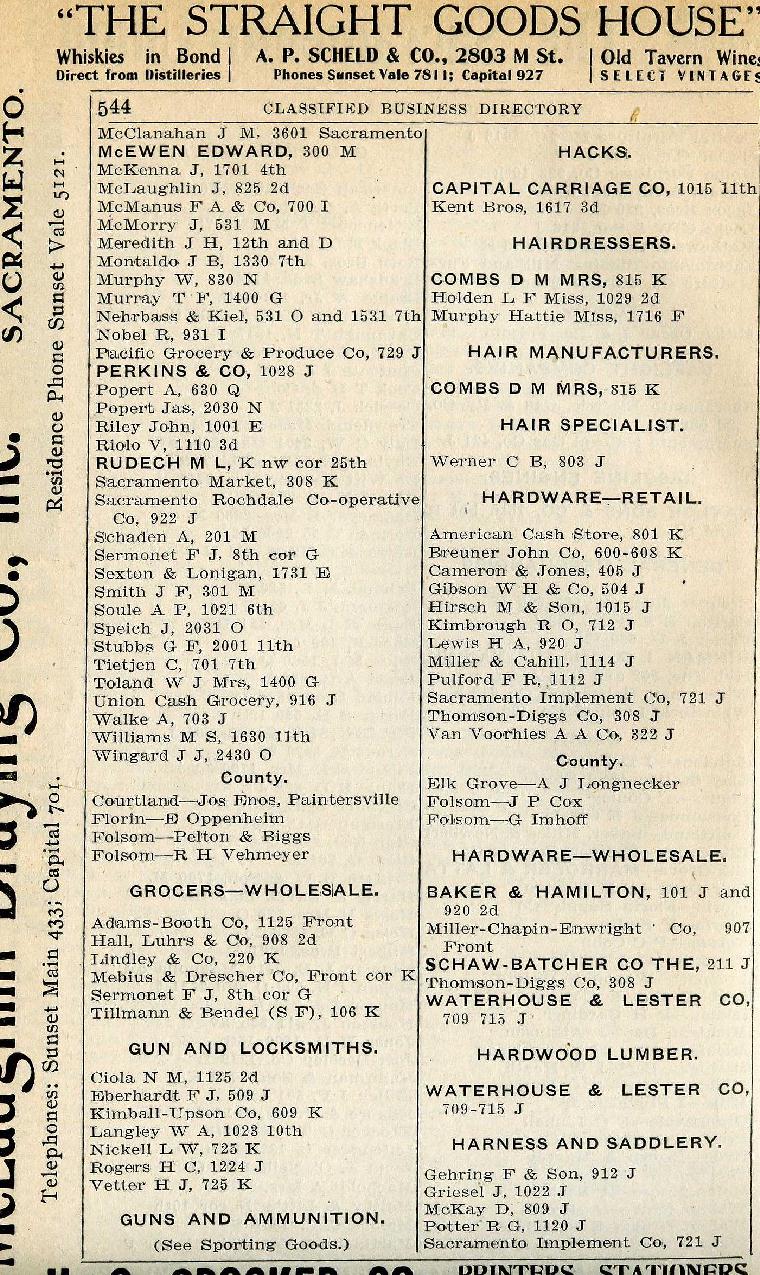 "THE STRAIGHT GOODS HOUSE"
Whiskies in Bond
Direct from Distilleries
A. P. SCHELD & CO., 2803 M St.
Phones Sunset Vale 7811; Capital 927
Old Tavern Wines
SELECT VINTAGES
McLaughlin Draying Co., Inc. SACRAMENTO.
Telephones: Sunset Main 433; Capital 701. Residence Phone Sunset Vale 5121.
544 CLASSIFIED BUSINESS DIRECTORY
McClanahan J M, 3601 Sacramento
McEWEN EDWARD, 300 M
McKenna J, 1701 4th
McLaughlin J, 825 2d
McManus F A & Co, 700 I
McMorry J, 531 M
Meredith J H, 12th and D
Montaldo J B, 1330 7th
Murphy W, 830 N
Murray T F, 1400 G
Nehrbass & Kiel, 531 O and 1531 7th
Nobel R, 931 I
Pacific Grocery & Produce Co, 729 J
PERKINS & CO, 1028 J
Popert A, 630 Q
Popert Jas, 2030 N
Riley John, 1001 E
Riolo V, 1110 3d
RUDECH M L, K nw cor 25th
Sacramento Market, 308 K
Sacramento Rochdale Co-operative
Co, 922 J
Schaden A, 201 M
Sermonet F J, 8th cor G
Sexton & Lonigan, 1731 E
Smith J F, 301 M
Soule A P, 1021 6th
Speich J, 2031 O
Stubbs G F, 2001 11th
Tietjen C, 701 7th
Toland W J Mrs, 1400 G
Union Cash Grocery, 916 J
Walke A, 703 J
Williams M S, 1630 11th
Wingard J J, 2430 O
County.
Courtland—Jos Enos, Paintersville
Florin—E Oppenheim
Folsom—Pelton & Biggs
Folsom—R H Vehmeyer
GROCERS—WHOLESALE.
Adams-Booth Co, 1125 Front
Hall, Luhrs & Co, 908 2d
Lindley & Co, 220 K
Mebius & Drescher Co, Front cor K
Sermonet F J, 8th cor G
Tillmann & Bendel (S F), 106 K
GUN AND LOCKSMITHS.
Ciola N M, 1125 2d
Eberhardt F J, 509 J
Kimball-Upson Co, 609 K
Langley W A, 1023 10th
Nickell L W, 725 K
Rogers H C, 1224 J
Vetter H J, 725 K
GUNS AND AMMUNITION.
(See Sporting Goods.)
HACKS.
CAPITAL CARRIAGE CO, 1015 11th
Kent Bros, 1617 3d
HAIRDRESSERS.
COMBS D M MRS, 815 K
Holden L F Miss, 1029 2d
Murphy Hattie Miss, 1716 F
HAIR MANUFACTURERS.
COMBS D M MRS, 815 K
HAIR SPECIALIST.
Werner C B, 803 J
HARDWARE—RETAIL.
American Cash Store, 801 K
Breuner John Co, 600-608 K
Cameron & Jones, 405 J
Gibson W H & Co, 504 J
Hirsch M & Son, 1015 J
Kimbrough R O, 712 J
Lewis H A, 920 J
Miller & Cahill, 1114 J
Pulford F R, 1112 J
Sacramento Implement Co, 721 J
Thomson-Diggs Co, 308 J
Van Voorhies A A Co, 322 J
County.
Elk Grove—A J Longnecker
Folsom—J P Cox
Folsom—G Imhoff
HARDWARE—WHOLESALE.
BAKER & HAMILTON, 101 J and
920 2d
Miller-Chapin-Enwright Co, 907
Front
SCHAW-BATCHER CO THE, 211 J
Thomson-Diggs Co, 308 J
WATERHOUSE & LESTER CO,
709 715 J
HARDWOOD LUMBER.
WATERHOUSE & LESTER CO,
709-715 J
HARNESS AND SADDLERY.
Gehring F & Son, 912 J
Griesel J, 1022 J
McKay D, 809 J
Potter R G, 1120 J
Sacramento Implement Co, 721 J
H. S. CROCKER CO. PRINTERS, STATIONERS